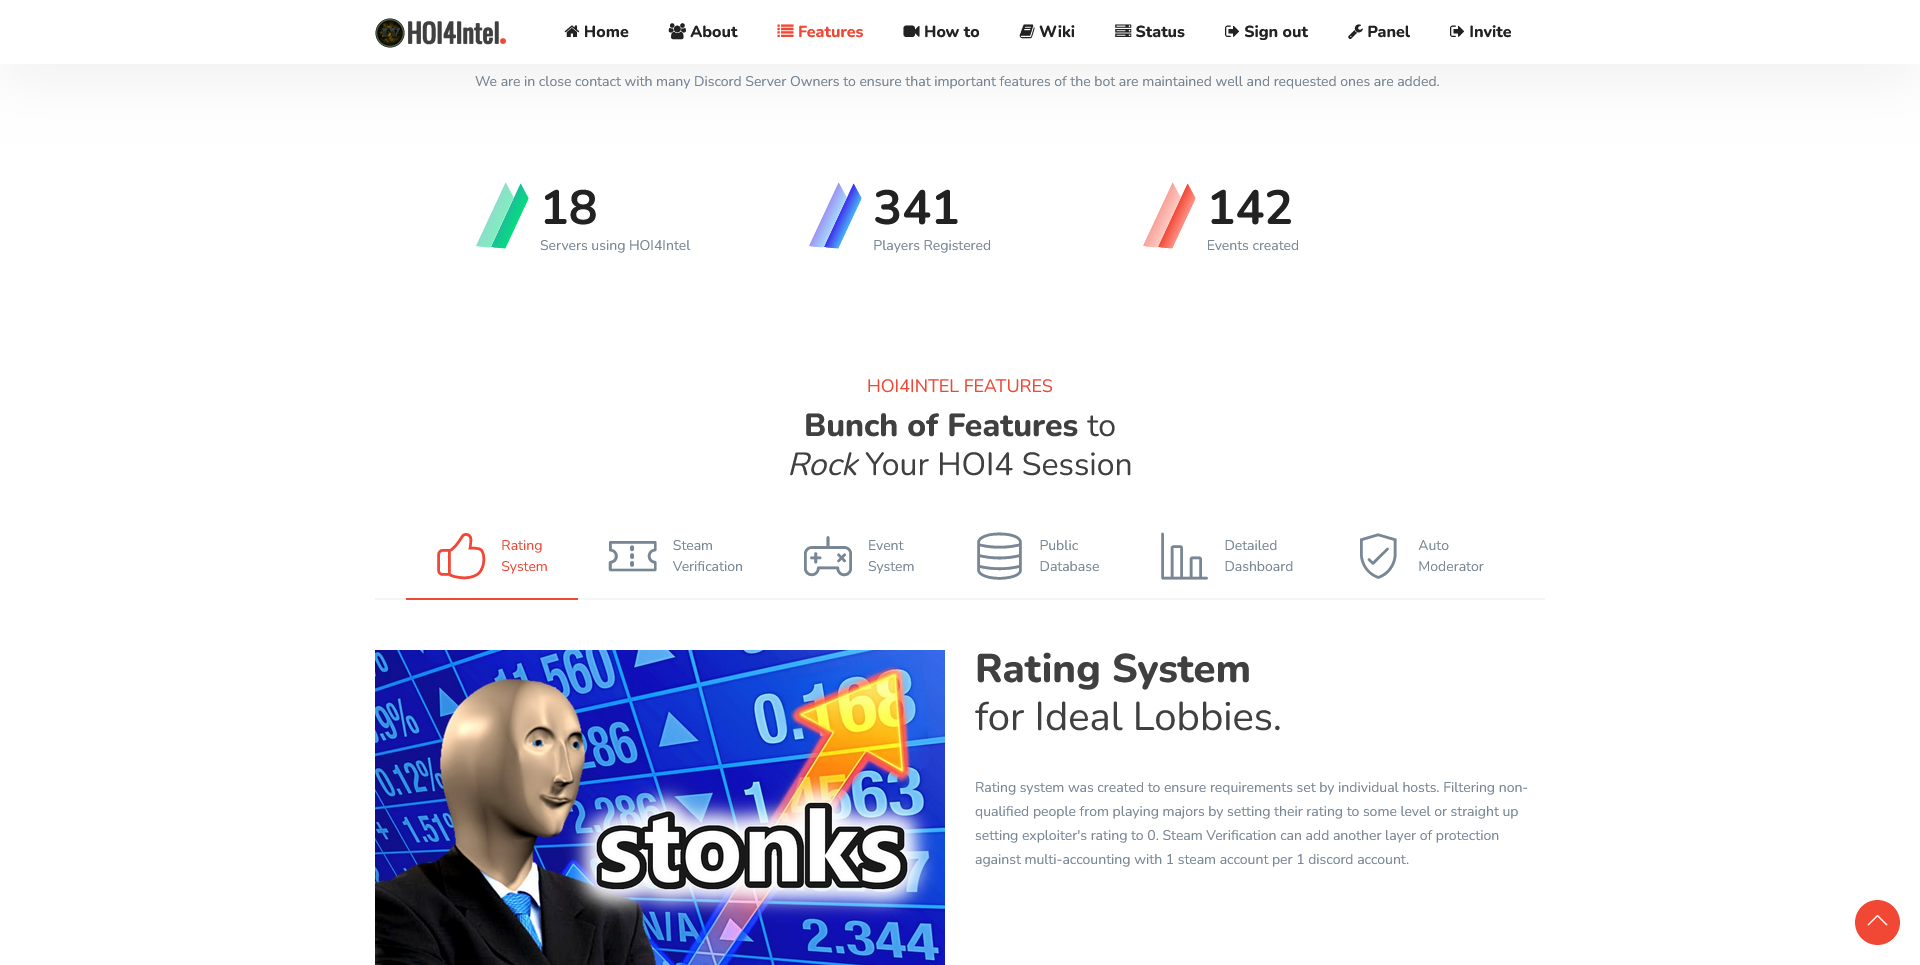 HOI4Intel.
Home
About
Features
How to
Wiki
Status
Sign out
Panel
Invite
We are in close contact with many Discord Server Owners to ensure that important features of the bot are maintained well and requested ones are added.
18
Servers using HOI4Intel
341
Players Registered
142
Events created
HOI4INTEL FEATURES
Bunch of Features to
Rock Your HOI4 Session
Rating
System
Steam
Verification
Event
System
Public
Database
Detailed
Dashboard
Auto
Moderator
11.560
0.168
.9%
286
0.12%
563
2.286
+ 1.519
stonks
7
N/A
2.344
Rating System
for Ideal Lobbies.
Rating system was created to ensure requirements set by individual hosts. Filtering non-
qualified people from playing majors by setting their rating to some level or straight up
setting exploiter's rating to 0. Steam Verification can add another layer of protection
against multi-accounting with 1 steam account per 1 discord account.